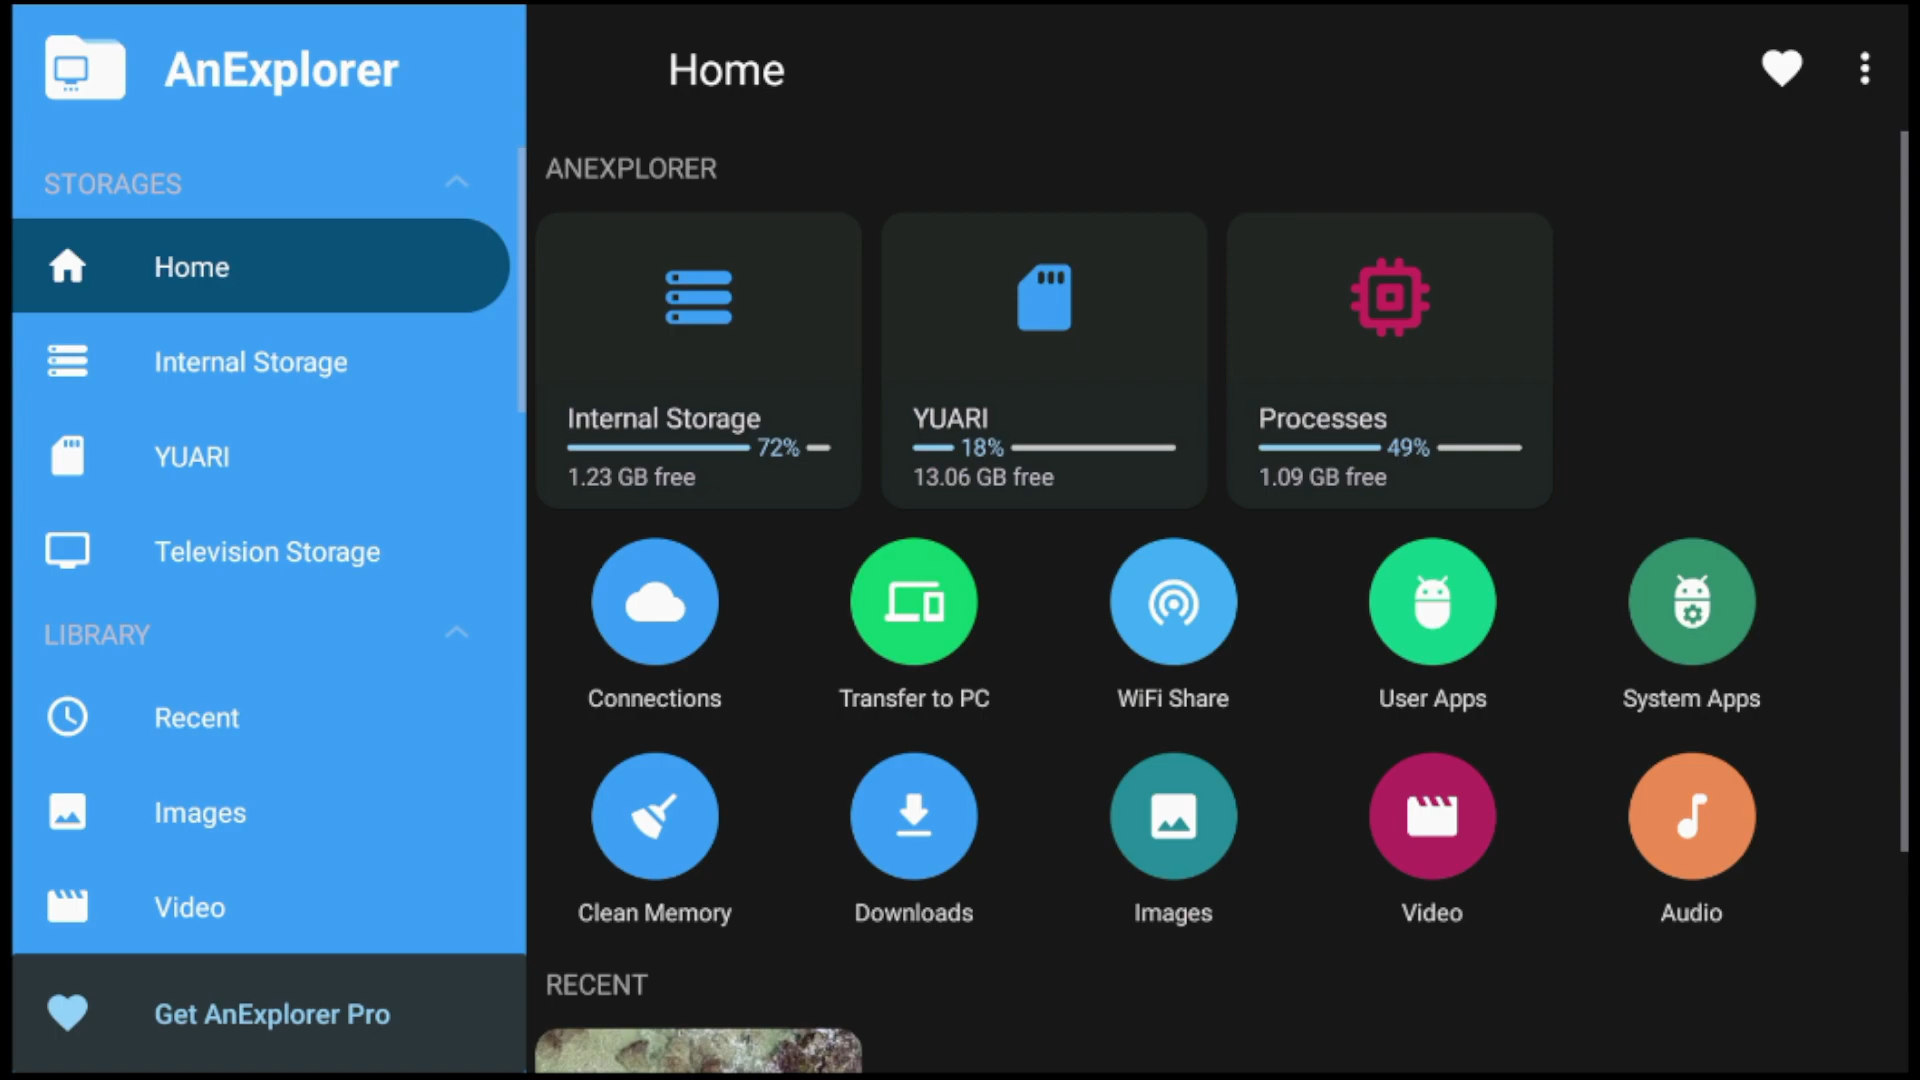 AnExplorer
STORAGES
Home
Internal Storage
YUARI
Television Storage
LIBRARY
Recent
Images
Video
Get AnExplorer Pro
Home
ANEXPLORER
Internal Storage
72%
1.23 GB free
YUARI
18%
13.06 GB free
Processes
49%
1.09 GB free
Connections
Transfer to PC
WiFi Share
User Apps
System Apps
Clean Memory
Downloads
Images
Video
Audio
RECENT